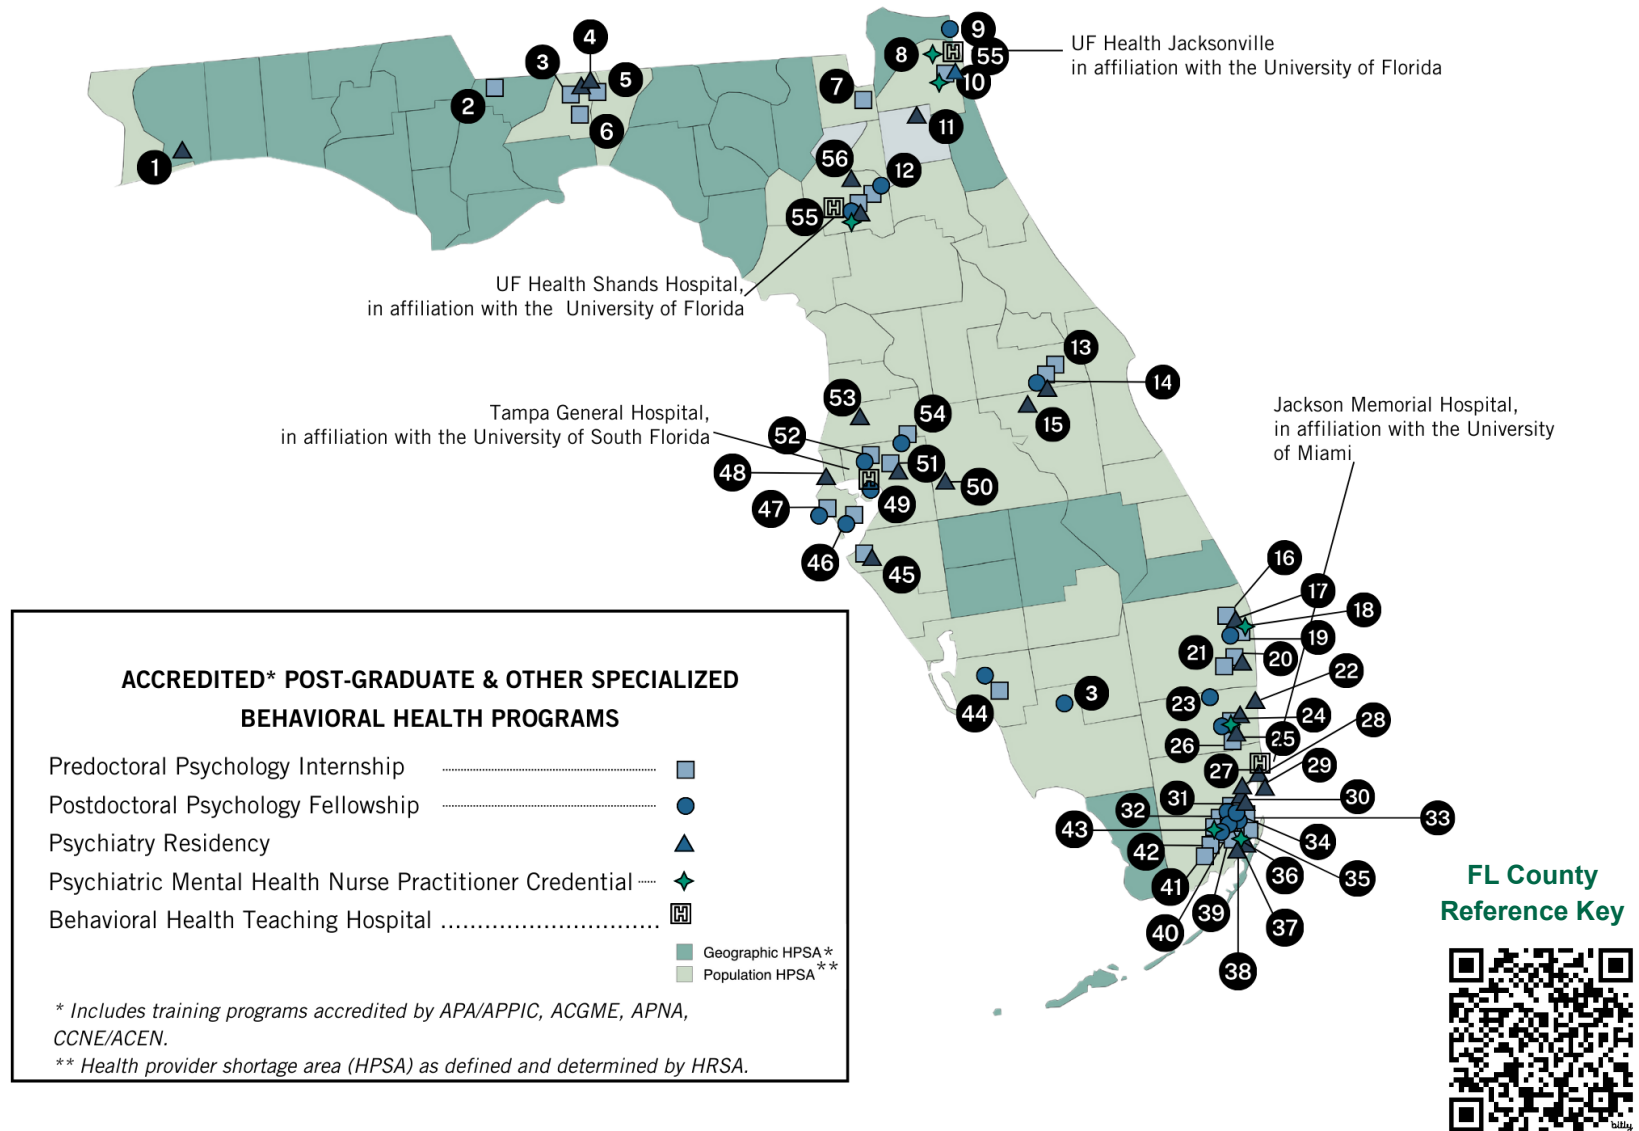 4
9
3
UF Health Jacksonville
in affiliation with the University of Florida
8
55
5
10
7
2
6
11
1
56
12
55
UF Health Shands Hospital,
in affiliation with the University of Florida
13
14
53
Tampa General Hospital,
in affiliation with the University of South Florida
54
15
Jackson Memorial Hospital,
in affiliation with the University
of Miami
52
51
48
50
49
47
46
45
16
17
18
19
21
20
22
3
23
44
24
28
26
25
27
29
31
30
32
33
43
34
42
35
41
36
39
40
37
38
ACCREDITED* POST-GRADUATE & OTHER SPECIALIZED
BEHAVIORAL HEALTH PROGRAMS
Predoctoral Psychology Internship
Postdoctoral Psychology Fellowship
Psychiatry Residency
Psychiatric Mental Health Nurse Practitioner Credential
Behavioral Health Teaching Hospital
H
Geographic HPSA*
Population HPSA**
* Includes training programs accredited by APA/APPIC, ACGME, APNA,
CCNE/ACEN.
** Health provider shortage area (HPSA) as defined and determined by HRSA.
FL County
Reference Key
bitly